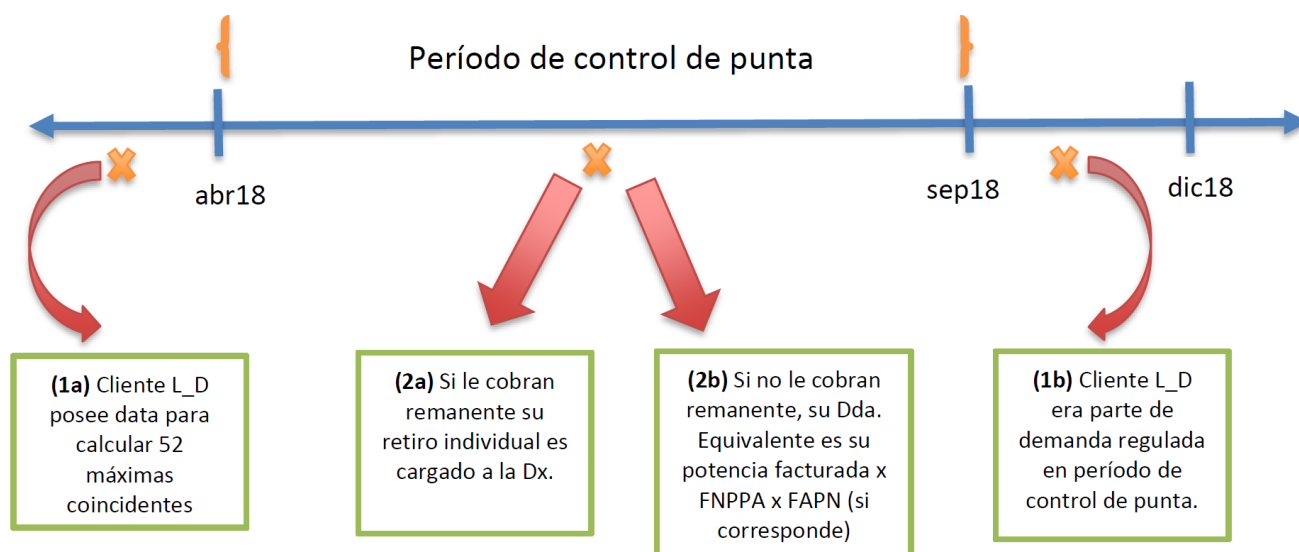 Período de control de punta
abr18
sep18
dic18
(1a) Cliente L_D
posee data para
calcular 52
máximas
coincidentes
(2a) Si le cobran
remanente su
retiro individual es
cargado a la Dx.
(2b) Si no le cobran
remanente, su Dda.
Equivalente es su
potencia facturada x
FNPPA x FAPN (si
corresponde)
(1b) Cliente L_D
era parte de
demanda regulada
en período de
control de punta.